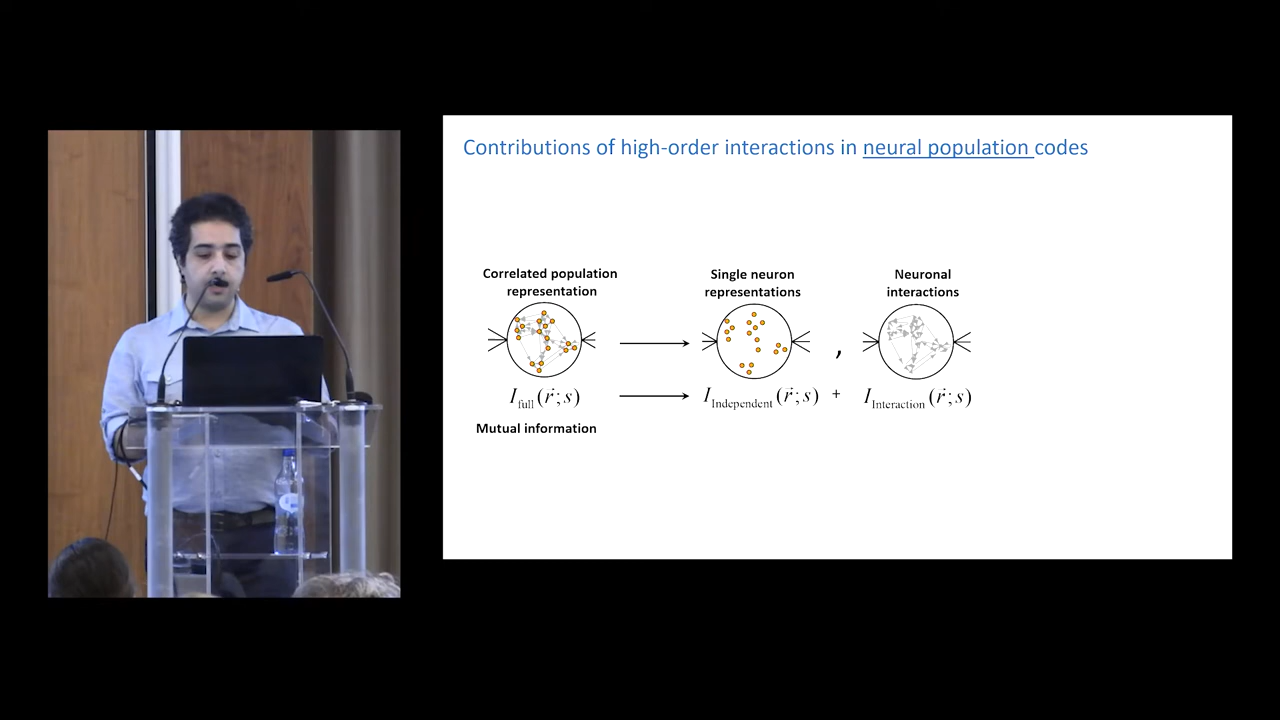 Contributions of high-order interactions in neural population codes
Correlated population
representation
Single neuron
representations
Neuronal
interactions
,
I_full(r⃗;s)
I_Independent(r⃗;s) + I_Interaction(r⃗;s)
Mutual information